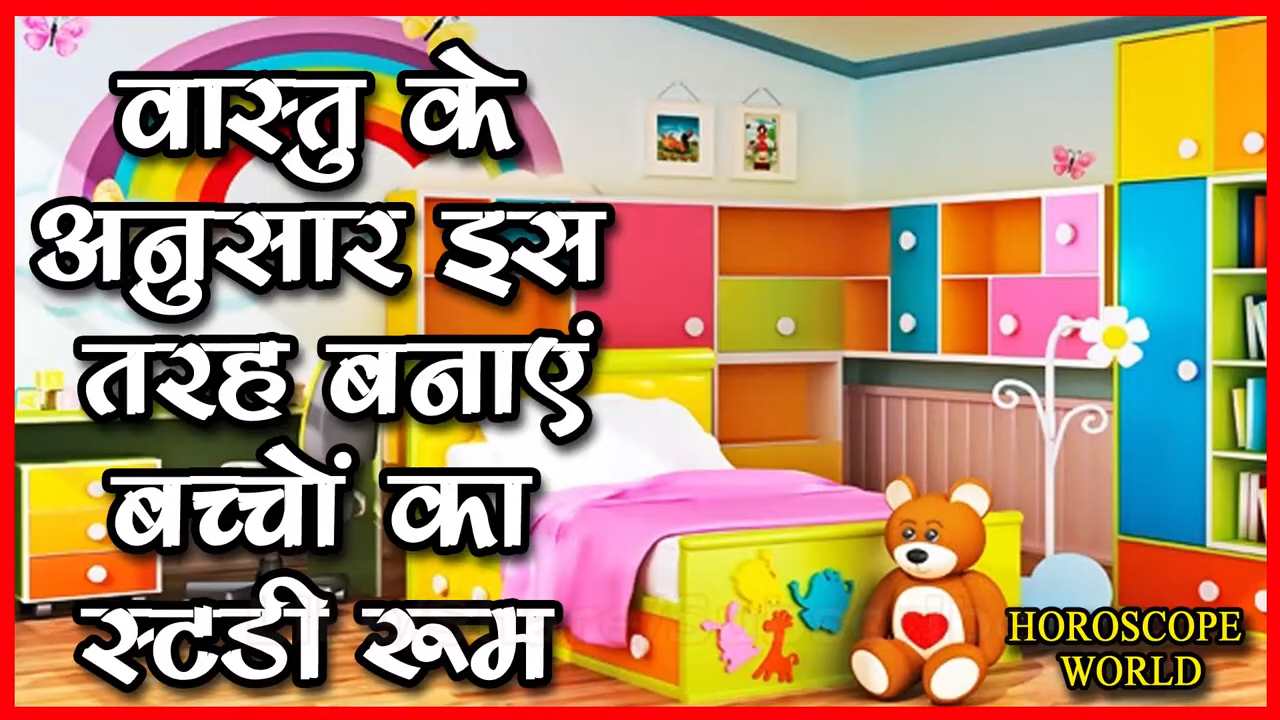 वास्तु के
अनुसार इस
तरह बनाएं
बच्चों का
स्टडी रूम
HOROSCOPE
WORLD